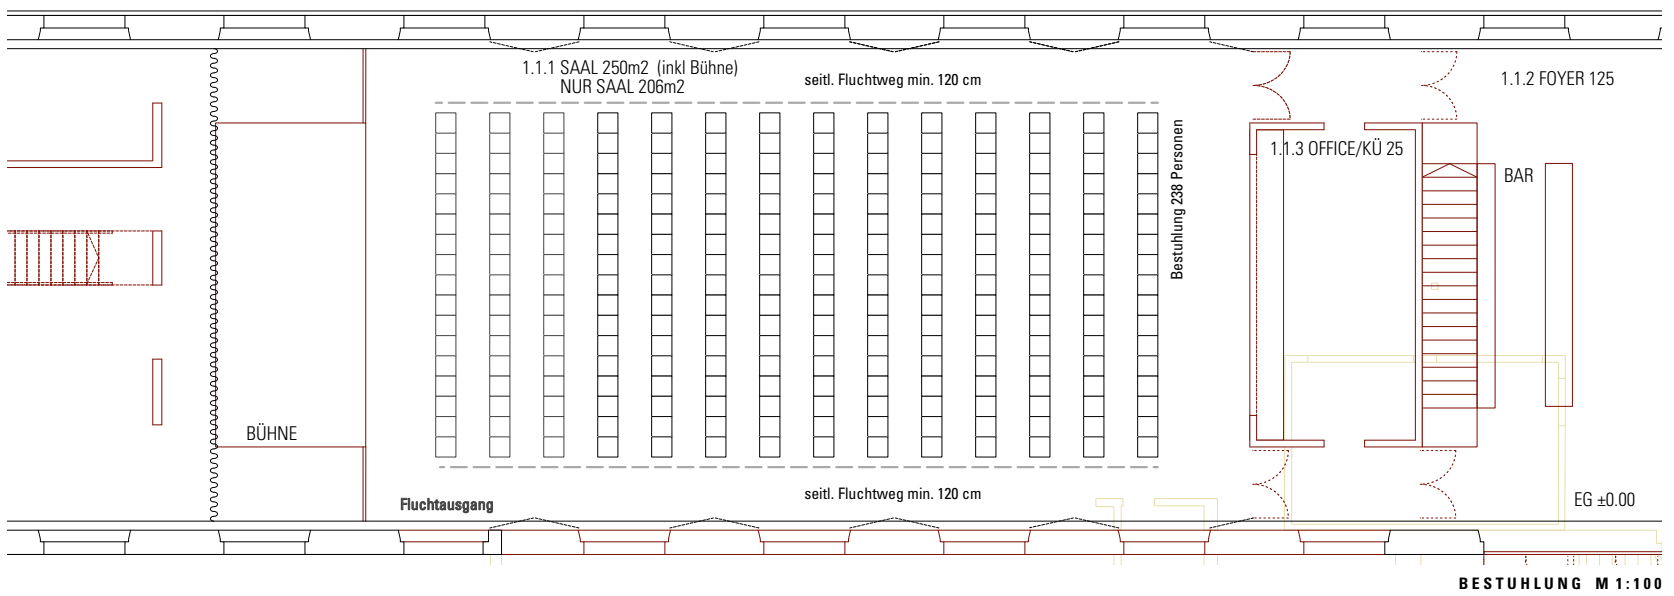 1.1.1 SAAL 250m2 (inkl Bühne)
NUR SAAL 206m2
seitl. Fluchtweg min. 120 cm
1.1.2 FOYER 125
Bestuhlung 238 Personen
1.1.3 OFFICE/KÜ 25
BAR
BÜHNE
Fluchtausgang
seitl. Fluchtweg min. 120 cm
EG ±0.00
BESTUHLUNG M 1:100